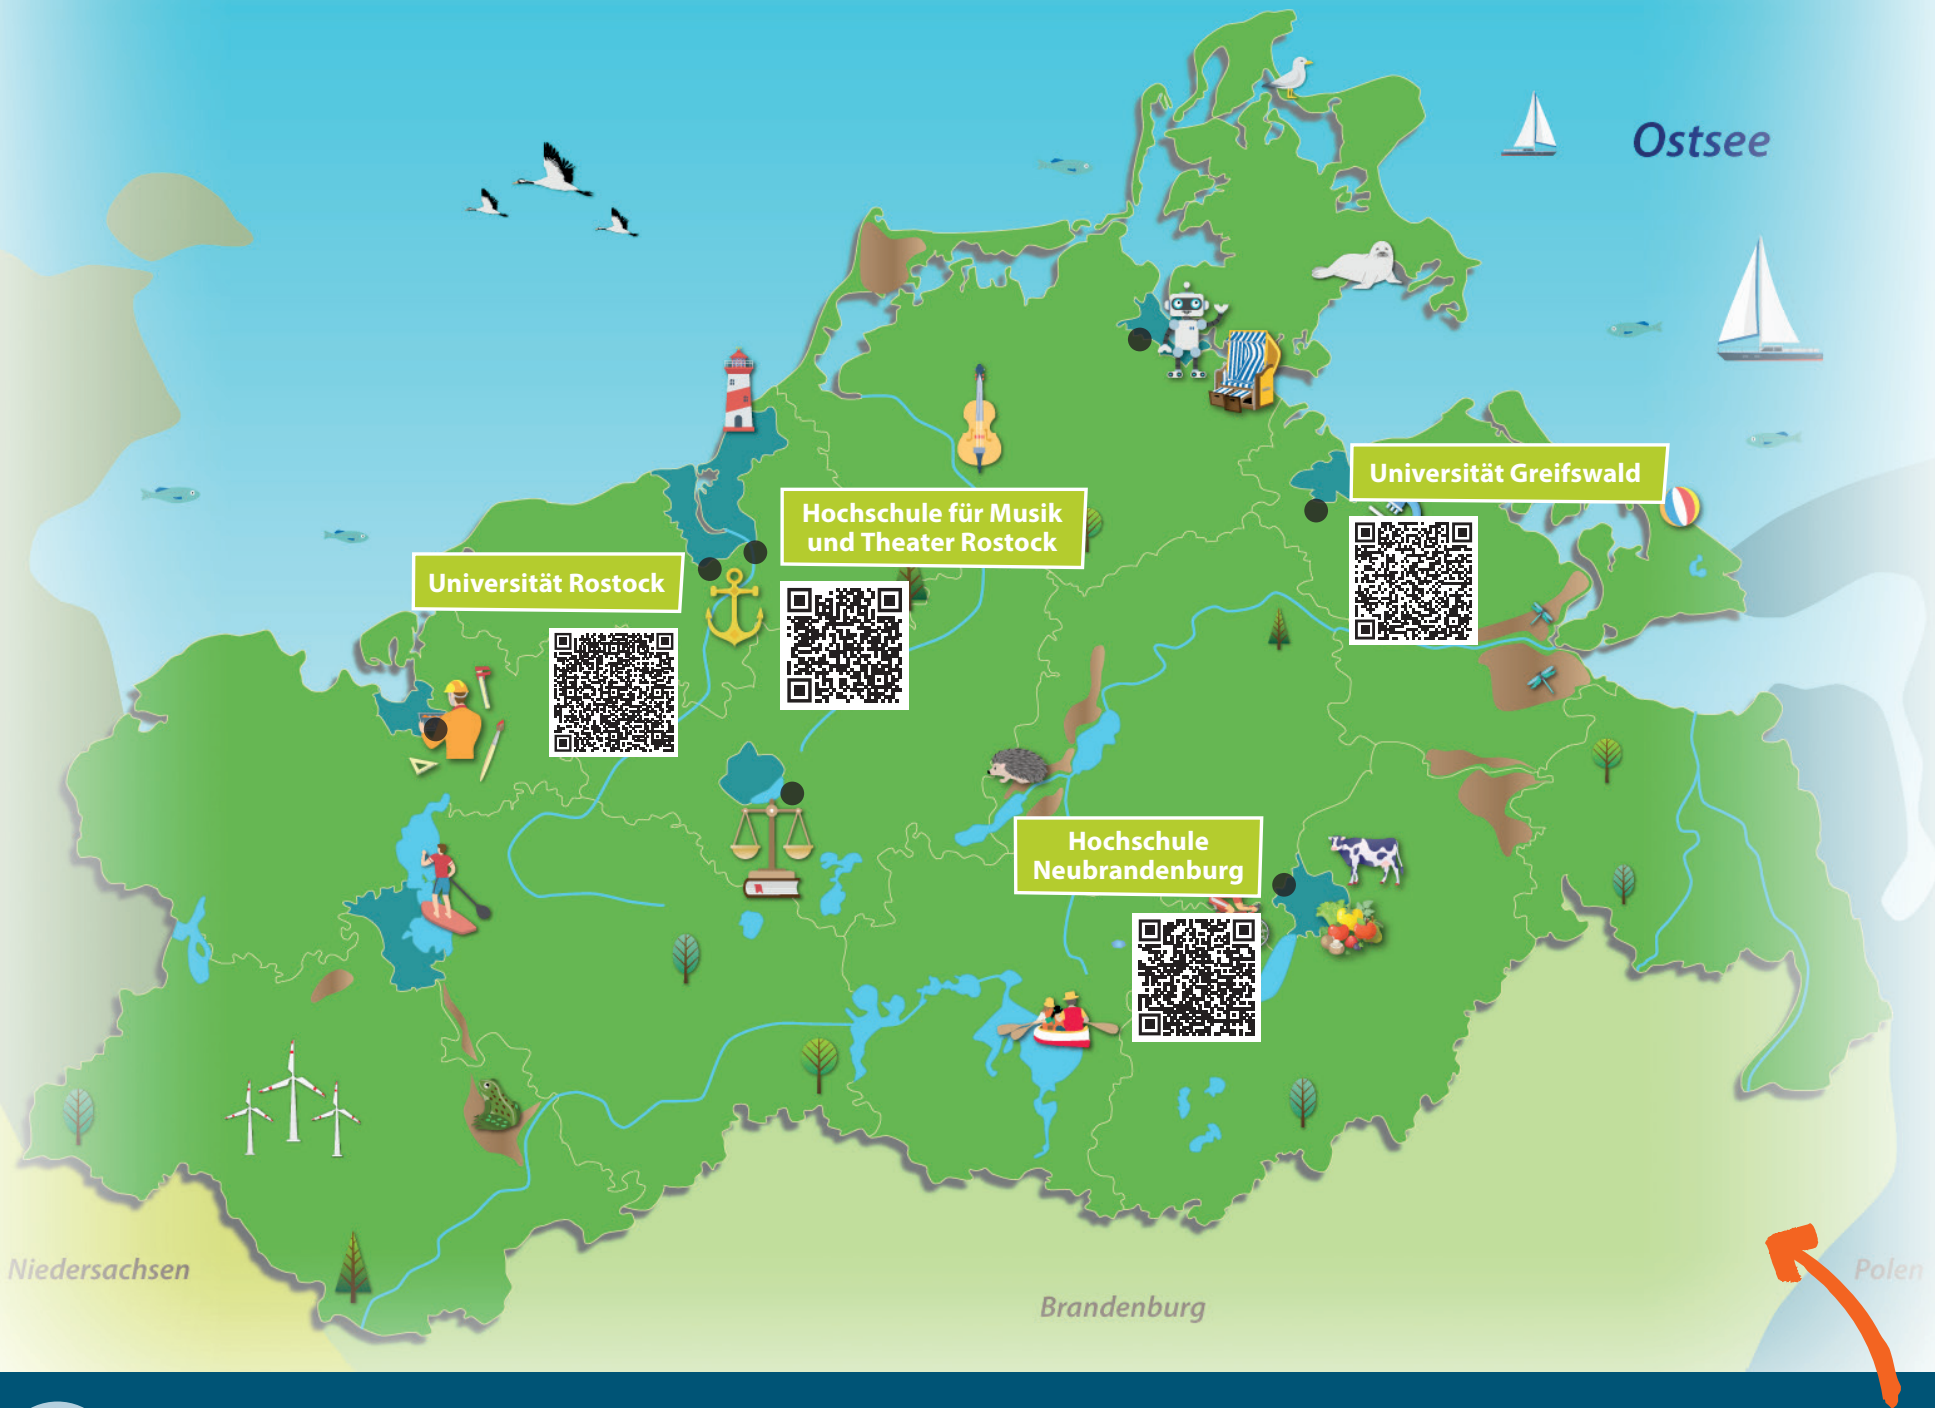 Ostsee
Universität Greifswald
Hochschule für Musik
und Theater Rostock
Universität Rostock
Hochschule
Neubrandenburg
Niedersachsen
Polen
Brandenburg